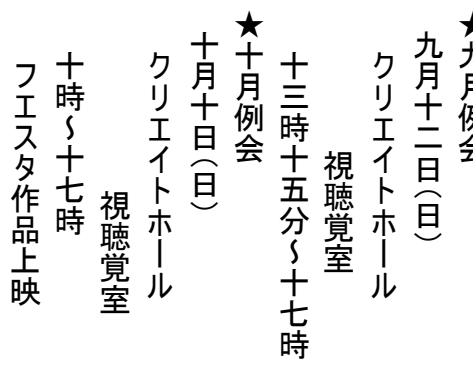 ★九月例会
九月十二日（日）
クリエイトホール
視聴覚室
十三時十五分～十七時
★十月例会
十月十日（日）
クリエイトホール
視聴覚室
十時～十七時
フエスタ作品上映